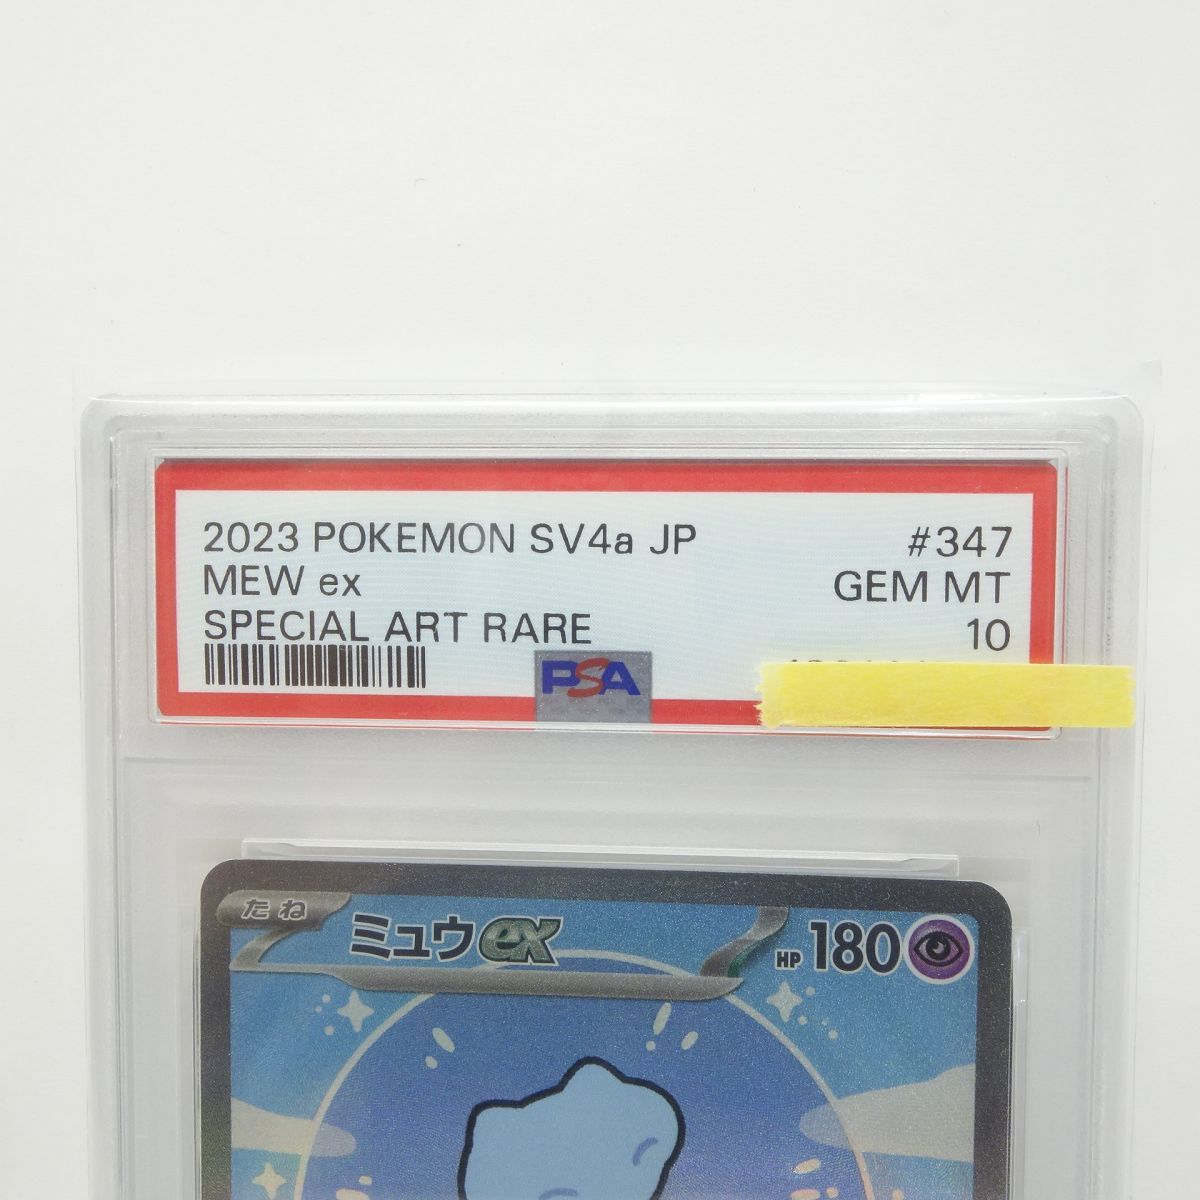 2023 POKEMON SV4a JP #347
MEW ex GEM MT
SPECIAL ART RARE 10
PSA
たね ミュウex HP 180